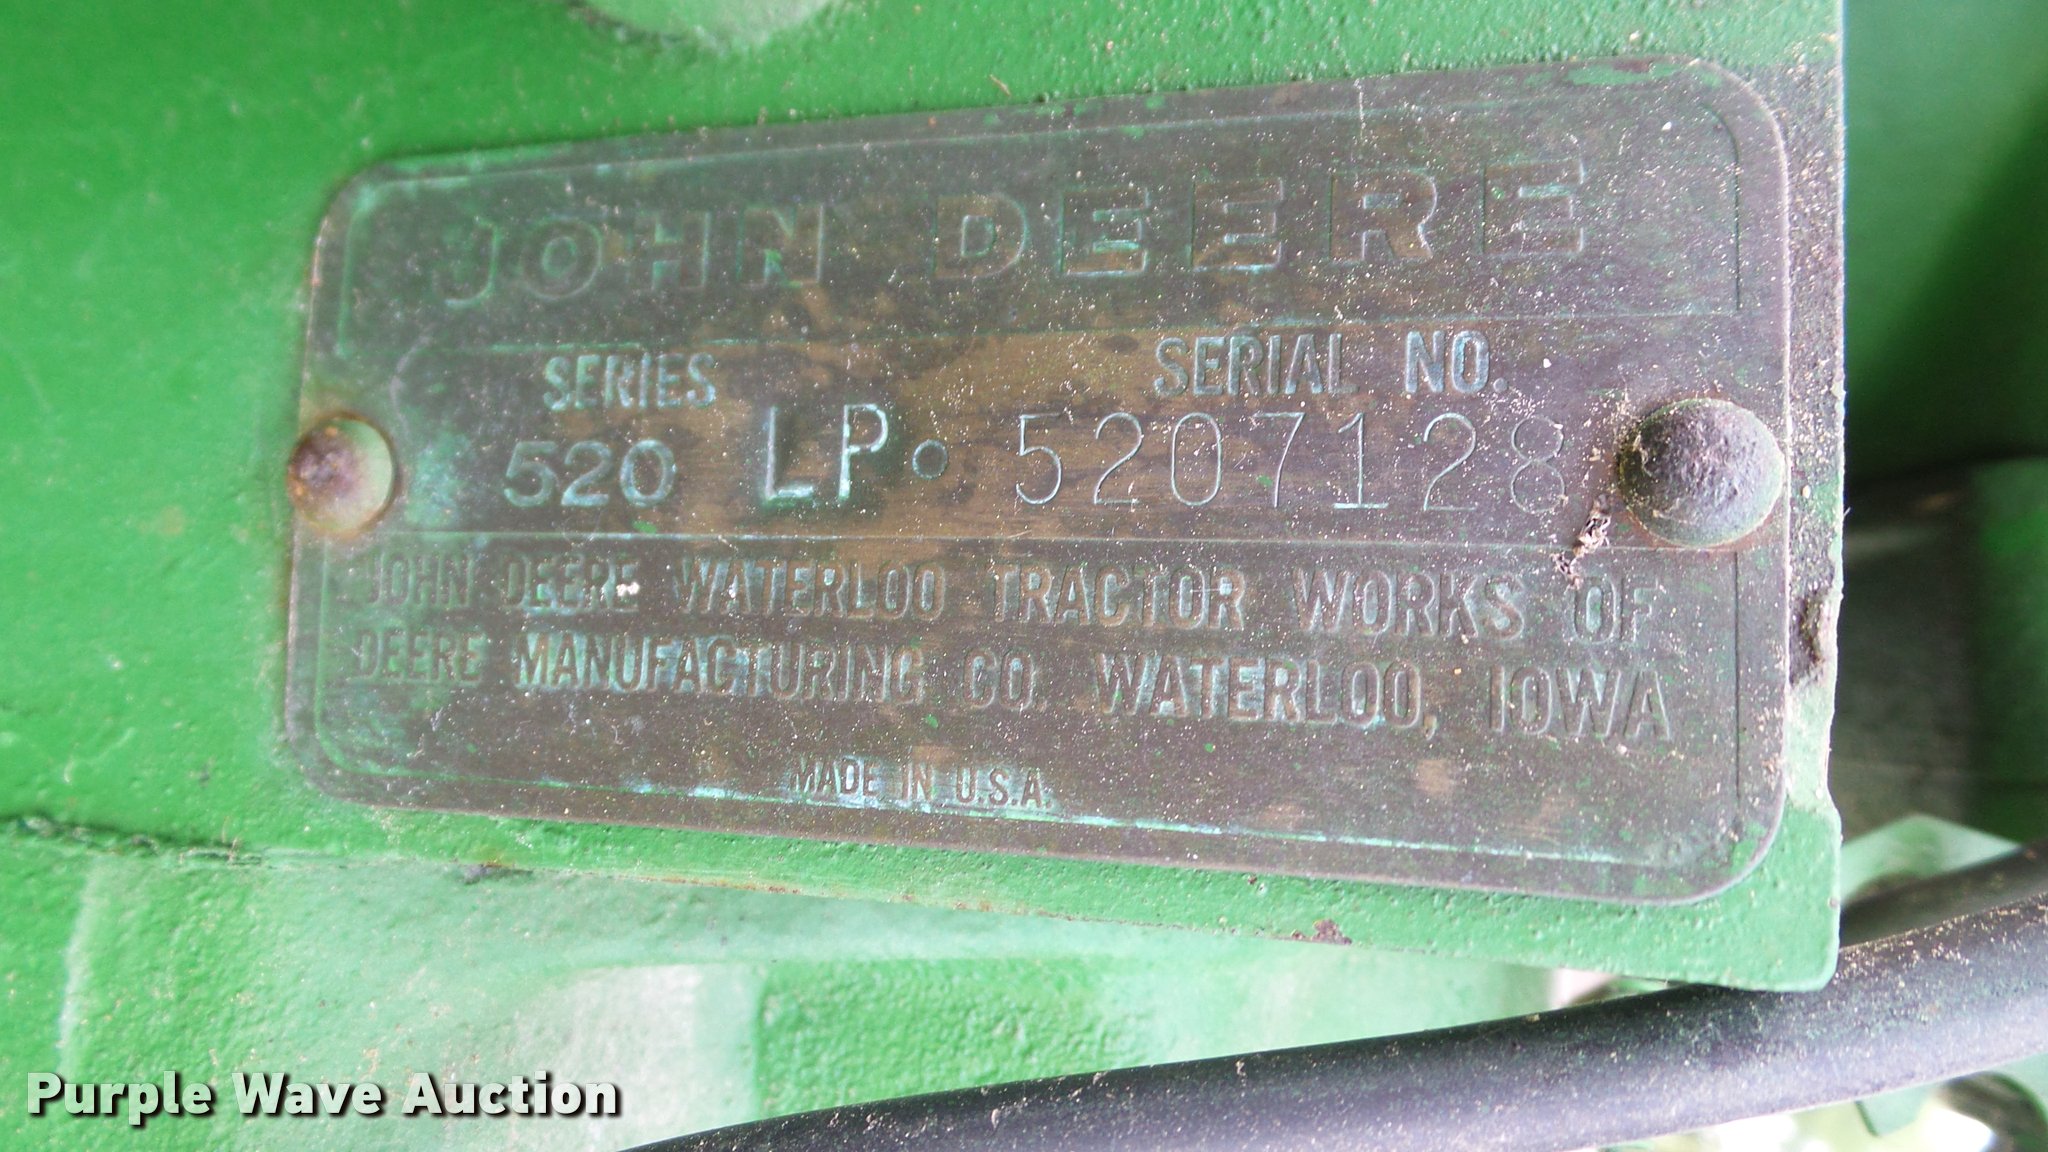 JOHN DEERE
SERIES SERIAL NO.
520 LP. 5207128
JOHN DEERE WATERLOO TRACTOR WORKS OF
DEERE MANUFACTURING CO. WATERLOO, IOWA
MADE IN U.S.A.
Purple Wave Auction